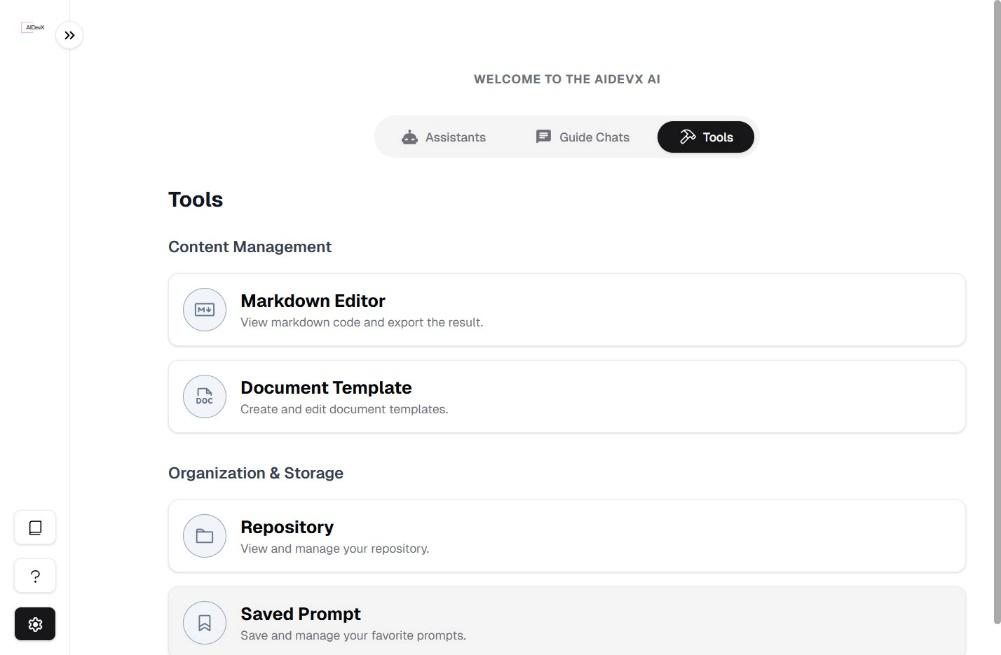 AIDevX
WELCOME TO THE AIDEVX AI
Assistants
Guide Chats
Tools
Tools
Content Management
Markdown Editor
View markdown code and export the result.
DOC
Document Template
Create and edit document templates.
Organization & Storage
Repository
View and manage your repository.
Saved Prompt
Save and manage your favorite prompts.
?